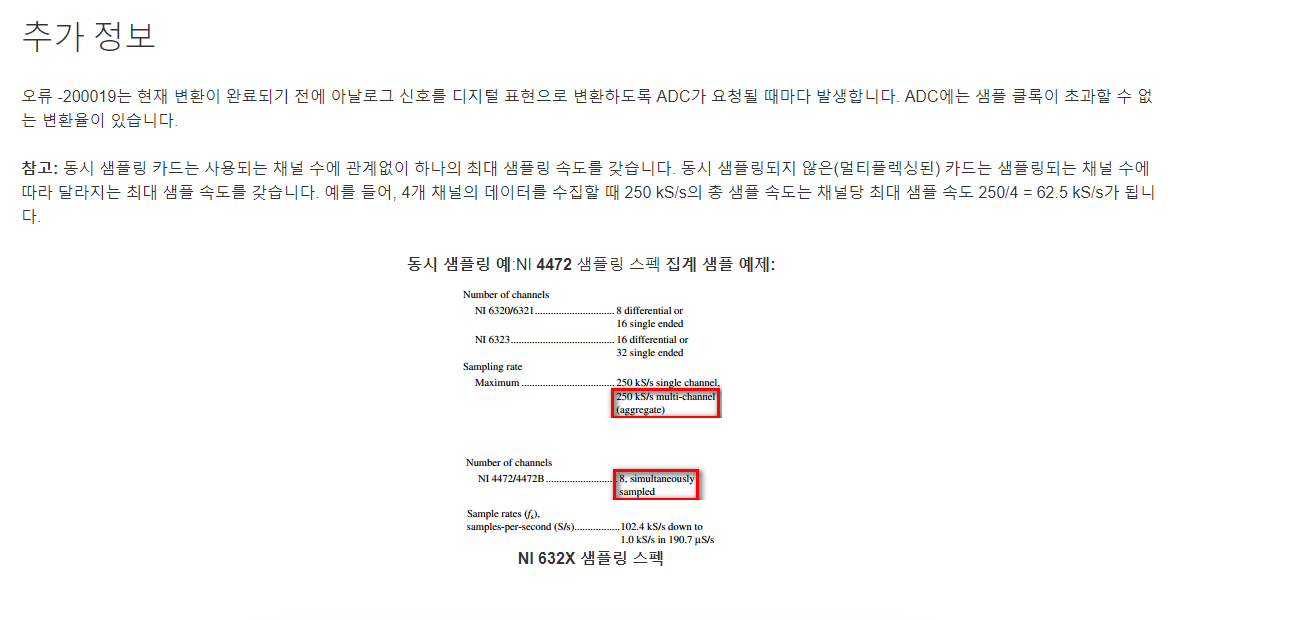 추가 정보
오류 -200019는 현재 변환이 완료되기 전에 아날로그 신호를 디지털 표현으로 변환하도록 ADC가 요청될 때마다 발생합니다. ADC에는 샘플 클록이 초과할 수 없
는 변환율이 있습니다.
참고: 동시 샘플링 카드는 사용되는 채널 수에 관계없이 하나의 최대 샘플링 속도를 갖습니다. 동시 샘플링되지 않은(멀티플렉싱된) 카드는 샘플링되는 채널 수에
따라 달라지는 최대 샘플 속도를 갖습니다. 예를 들어, 4개 채널의 데이터를 수집할 때 250 kS/s의 총 샘플 속도는 채널당 최대 샘플 속도 250/4 = 62.5 kS/s가 됩니
다.
동시 샘플링 예:NI 4472 샘플링 스펙 집계 샘플 예제:
Number of channels
NI 6320/6321..............................8 differential or
16 single ended
NI 6323.......................................16 differential or
32 single ended
Sampling rate
Maximum ...................................250 kS/s single channel,
250 kS/s multi-channel
(aggregate)
Number of channels
NI 4472/4472B..........................8, simultaneously
sampled
Sample rates (fs),
samples-per-second (S/s).................102.4 kS/s down to
1.0 kS/s in 190.7 μS/s
NI 632X 샘플링 스펙